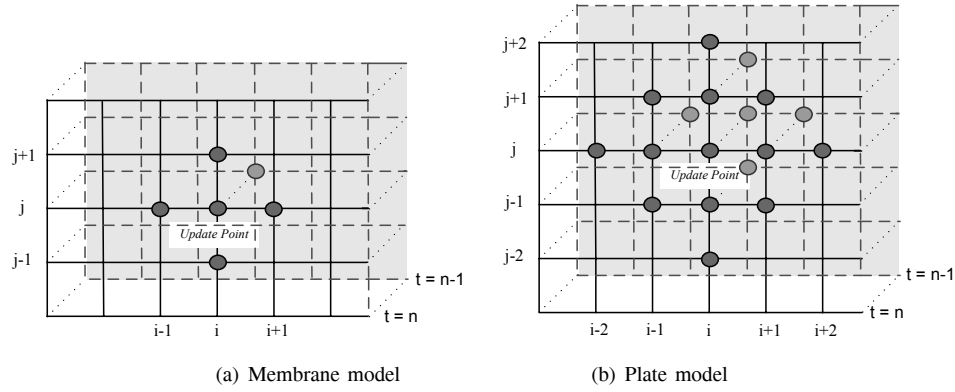 j+1
j
j-1
Update Point
t = n-1
t = n
i-1 i i+1
(a) Membrane model
j+2
j+1
j
j-1
j-2
Update Point
t = n-1
t = n
i-2 i-1 i i+1 i+2
(b) Plate model